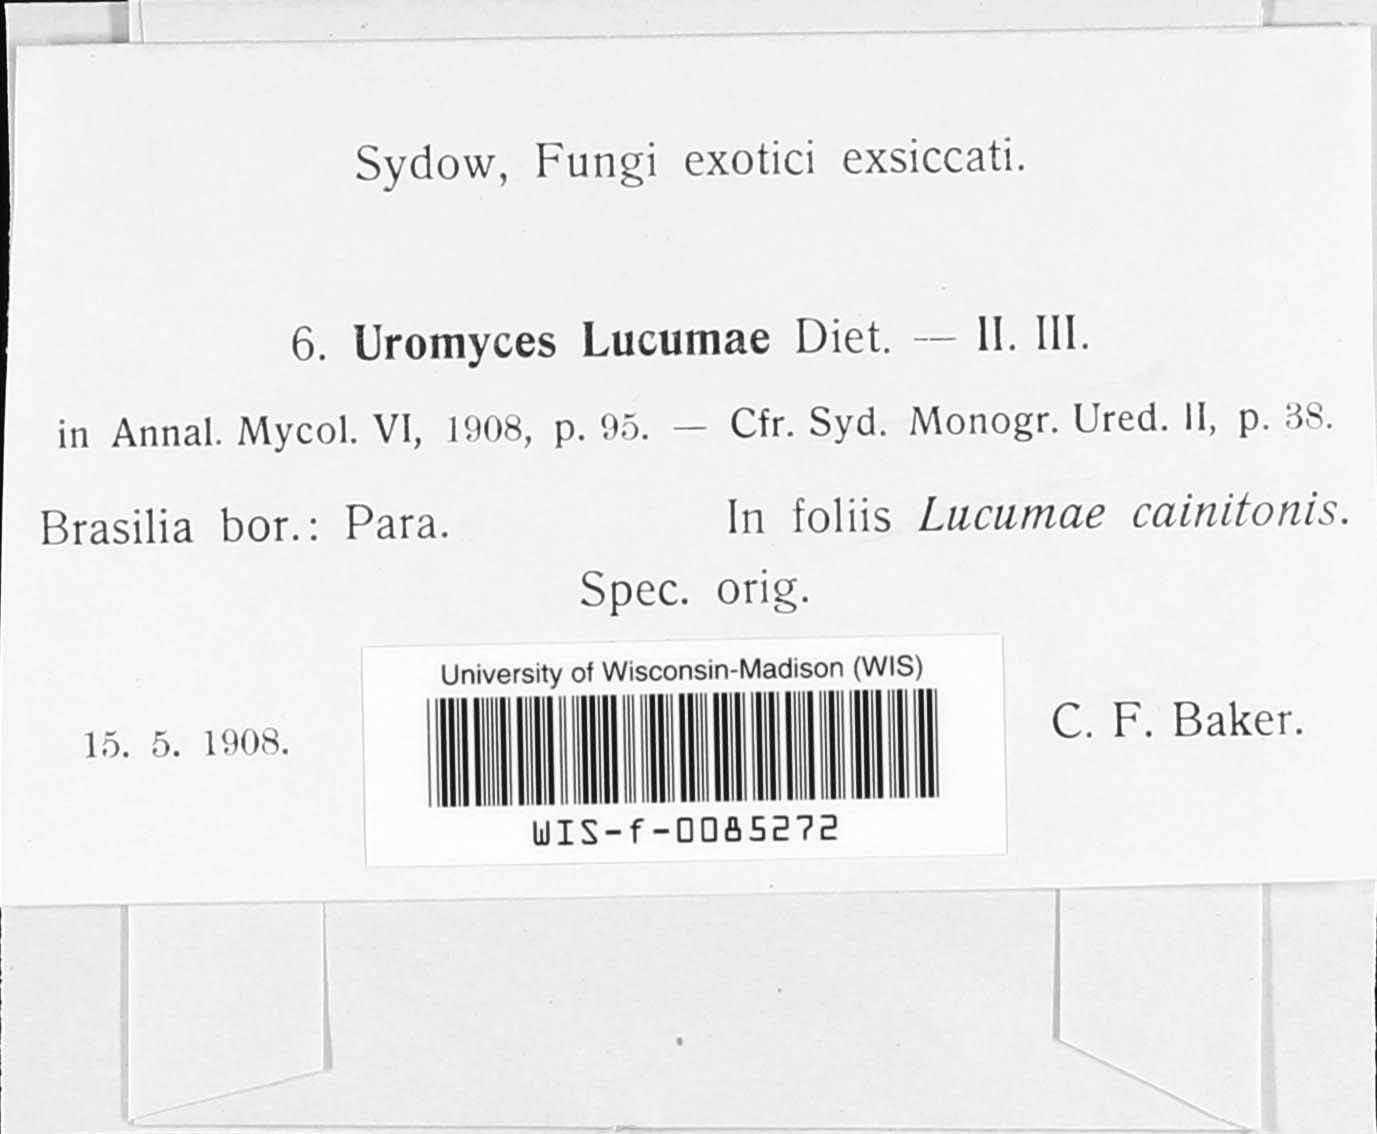 Sydow, Fungi exotici exsiccati.
6. Uromyces Lucumae Diet. — II. III.
in Annal. Mycol. VI, 1908, p. 95. — Cfr. Syd. Monogr. Ured. II, p. 38.
Brasilia bor.: Para. In foliis Lucumae cainitonis.
Spec. orig.
University of Wisconsin-Madison (WIS)
15. 5. 1908. C. F. Baker.
WIS-f-0085272